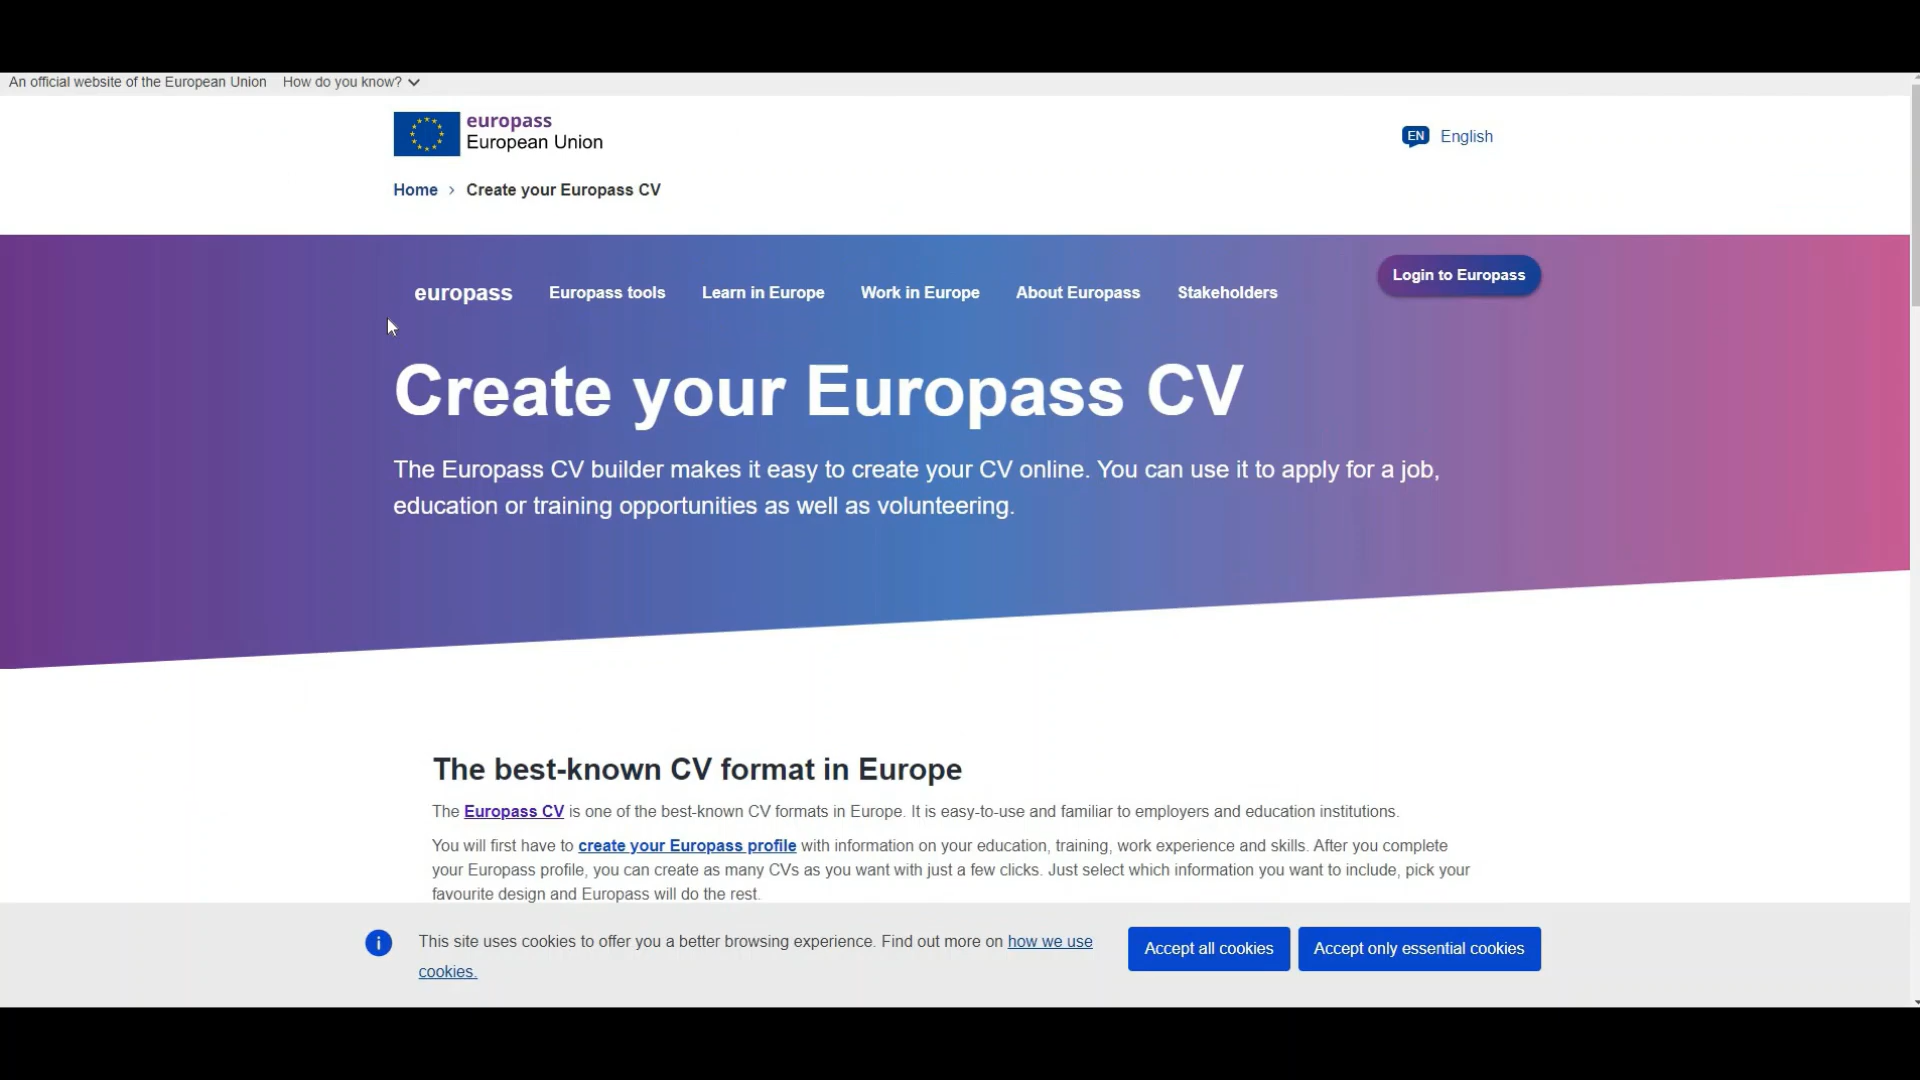 An official website of the European Union How do you know?
europass
European Union
EN English
Home > Create your Europass CV
Login to Europass
europass Europass tools Learn in Europe Work in Europe About Europass Stakeholders
Create your Europass CV
The Europass CV builder makes it easy to create your CV online. You can use it to apply for a job,
education or training opportunities as well as volunteering.
The best-known CV format in Europe
The Europass CV is one of the best-known CV formats in Europe. It is easy-to-use and familiar to employers and education institutions.
You will first have to create your Europass profile with information on your education, training, work experience and skills. After you complete
your Europass profile, you can create as many CVs as you want with just a few clicks. Just select which information you want to include, pick your
favourite design and Europass will do the rest.
i
This site uses cookies to offer you a better browsing experience. Find out more on how we use
cookies.
Accept all cookies
Accept only essential cookies